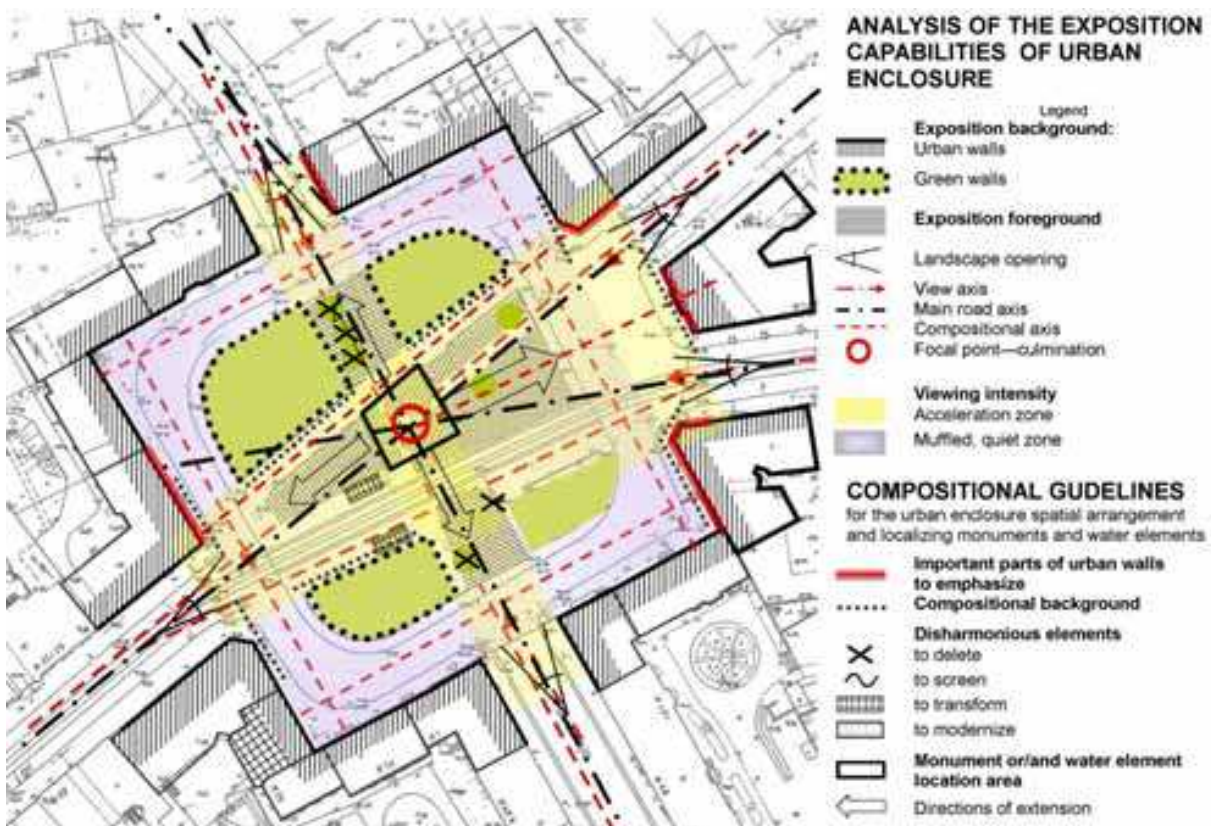 ANALYSIS OF THE EXPOSITION
CAPABILITIES OF URBAN
ENCLOSURE
Legend
Exposition background:
Urban walls
Green walls
Exposition foreground
Landscape opening
View axis
Main road axis
Compositional axis
Focal point—culmination
Viewing intensity
Acceleration zone
Muffled, quiet zone
COMPOSITIONAL GUDELINES
for the urban enclosure spatial arrangement
and localizing monuments and water elements
Important parts of urban walls
to emphasize
Compositional background
Disharmonious elements
to delete
to screen
to transform
to modernize
Monument or/and water element
location area
Directions of extension